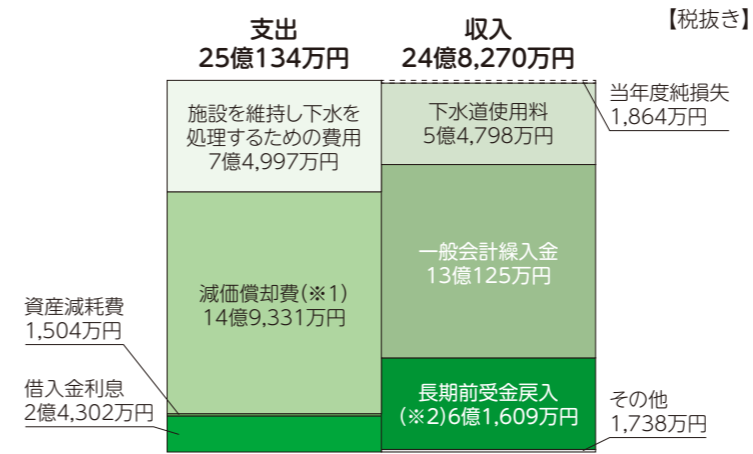 【税抜き】
支出
25億134万円
収入
24億8,270万円
施設を維持し下水を
処理するための費用
7億4,997万円
減価償却費(※1)
14億9,331万円
資産減耗費
1,504万円
借入金利息
2億4,302万円
下水道使用料
5億4,798万円
一般会計繰入金
13億125万円
長期前受金戻入
(※2)6億1,609万円
当年度純損失
1,864万円
その他
1,738万円